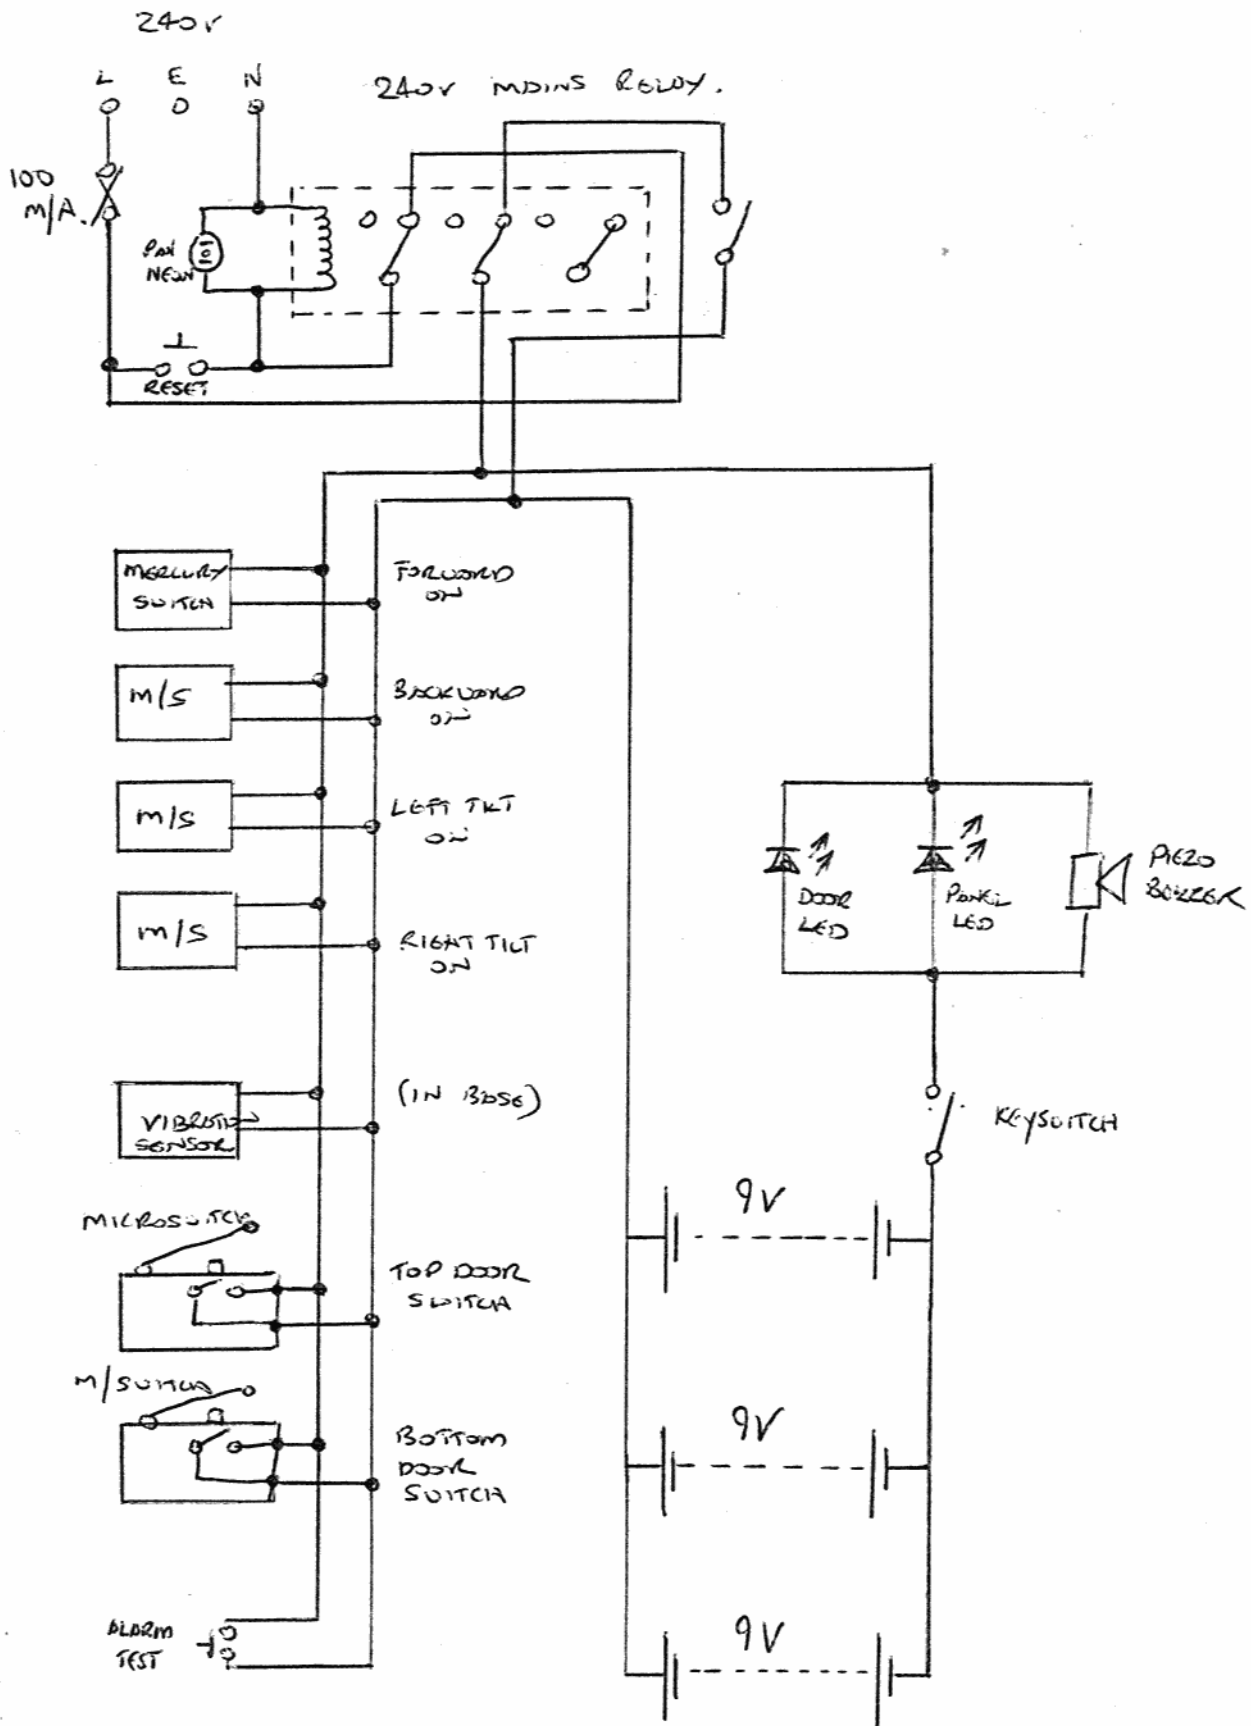 240v
L E N
240v MAINS RELAY.
100
M/A.
PAN
NEON
RESET
MERCURY
SWITCH
FORWARD
ON
M/S
BACKWARD
ON
M/S
LEFT TILT
ON
M/S
RIGHT TILT
ON
DOOR
LED
PANEL
LED
PIEZO
BUZZER
VIBRATION
SENSOR
(IN BASE)
KEYSWITCH
9V
MICROSWITCH
TOP DOOR
SWITCH
M/SWITCH
BOTTOM
DOOR
SWITCH
9V
ALARM
TEST
9V